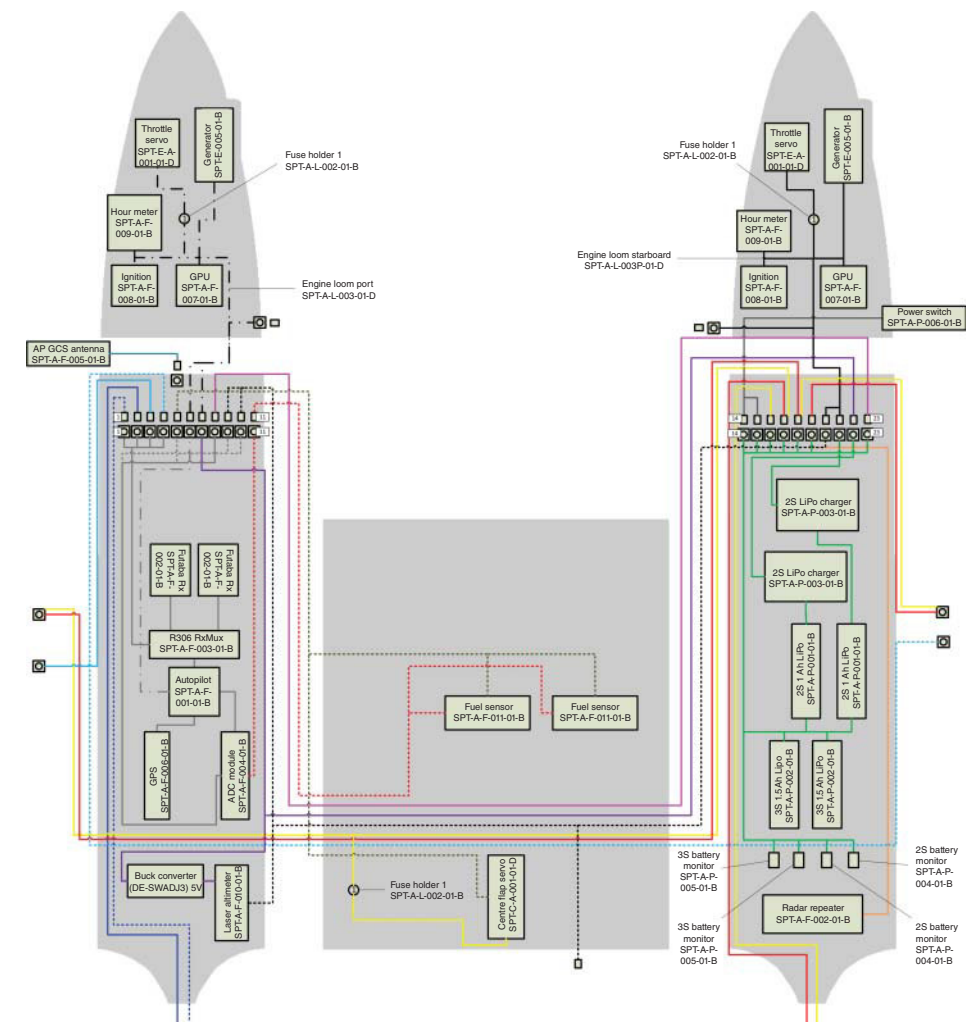 Throttle
servo
SPT-E-A-
001-01-D
Generator
SPT-E-005-01-B
Fuse holder 1
SPT-A-L-002-01-B
Hour meter
SPT-A-F-
009-01-B
Ignition
SPT-A-F-
008-01-B
GPU
SPT-A-F-
007-01-B
Engine loom port
SPT-A-L-003-01-D
Fuse holder 1
SPT-A-L-002-01-B
Throttle
servo
SPT-E-A-
001-01-D
Generator
SPT-E-005-01-B
Hour meter
SPT-A-F-
009-01-B
Engine loom starboard
SPT-A-L-003P-01-D
Ignition
SPT-A-F-
008-01-B
GPU
SPT-A-F-
007-01-B
Power switch
SPT-A-P-006-01-B
AP GCS antenna
SPT-A-F-005-01-B
Futaba Rx
SPT-A-F-
002-01-B
Futaba Rx
SPT-A-F-
002-01-B
R306 RxMux
SPT-A-F-003-01-B
Autopilot
SPT-A-F-
001-01-B
GPS
SPT-A-F-006-01-B
ADC module
SPT-A-F-004-01-B
Buck converter
(DE-SWADJ3) 5V
Laser altimeter
SPT-A-F-010-01-B
Fuel sensor
SPT-A-F-011-01-B
Fuel sensor
SPT-A-F-011-01-B
Fuse holder 1
SPT-A-L-002-01-B
Centre flap servo
SPT-C-A-001-01-D
2S LiPo charger
SPT-A-P-003-01-B
2S LiPo charger
SPT-A-P-003-01-B
2S 1 Ah LiPo
SPT-A-P-001-01-B
2S 1 Ah LiPo
SPT-A-P-001-01-B
3S 1.5 Ah LiPo
SPT-A-P-002-01-B
3S 1.5 Ah Lipo
SPT-A-P-002-01-B
3S battery
monitor
SPT-A-P-
005-01-B
2S battery
monitor
SPT-A-P-
004-01-B
Radar repeater
SPT-A-F-002-01-B
3S battery
monitor
SPT-A-P-
005-01-B
2S battery
monitor
SPT-A-P-
004-01-B